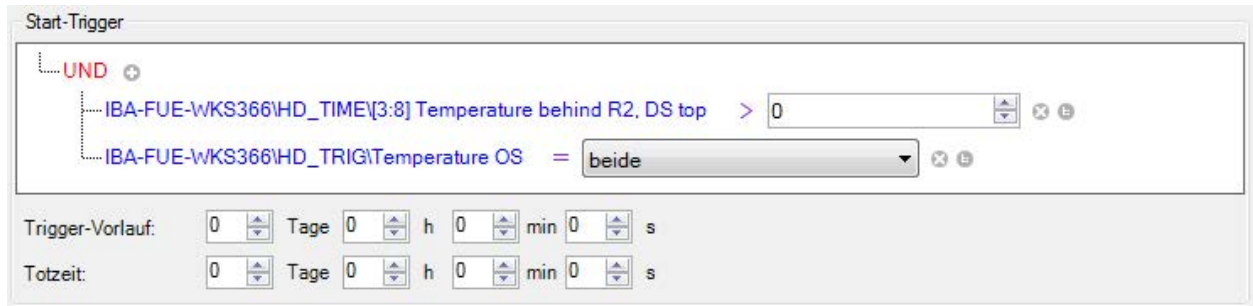 Start-Trigger
UND
IBA-FUE-WKS366\HD_TIME\[3:8] Temperature behind R2, DS top > 0
IBA-FUE-WKS366\HD_TRIG\Temperature OS = beide
Trigger-Vorlauf: 0 Tage 0 h 0 min 0 s
Totzeit: 0 Tage 0 h 0 min 0 s